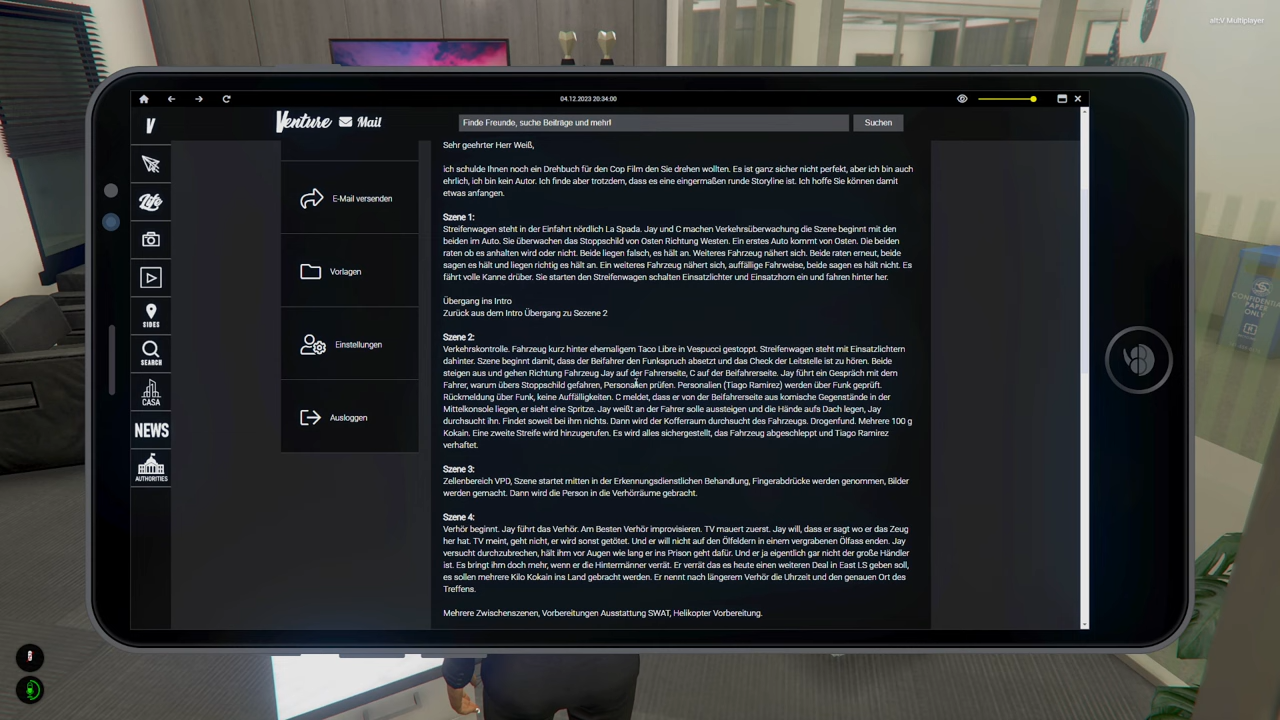 alt:V Multiplayer
04.12.2023 20:34:00
Venture Mail
Finde Freunde, suche Beiträge und mehr!
Suchen
V
Life
SIDES
SEARCH
CASA
NEWS
AUTHORITIES
E-Mail versenden
Vorlagen
Einstellungen
Ausloggen
Sehr geehrter Herr Weiß,
ich schulde Ihnen noch ein Drehbuch für den Cop Film den Sie drehen wollten. Es ist ganz sicher nicht perfekt, aber ich bin auch
ehrlich, ich bin kein Autor. Ich finde aber trotzdem, dass es eine eingermaßen runde Storyline ist. Ich hoffe Sie können damit
etwas anfangen.
Szene 1:
Streifenwagen steht in der Einfahrt nördlich La Spada. Jay und C machen Verkehrsüberwachung die Szene beginnt mit den
beiden im Auto. Sie überwachen das Stoppschild von Osten Richtung Westen. Ein erstes Auto kommt von Osten. Die beiden
raten ob es anhalten wird oder nicht. Beide liegen falsch, es hält an. Weiteres Fahrzeug nähert sich. Beide raten erneut, beide
sagen es hält und liegen richtig es hält an. Ein weiteres Fahrzeug nähert sich, auffällige Fahrweise, beide sagen es hält nicht. Es
fährt volle Kanne drüber. Sie starten den Streifenwagen schalten Einsatzlichter und Einsatzhorn ein und fahren hinter her.
Übergang ins Intro
Zurück aus dem Intro Übergang zu Sezene 2
Szene 2:
Verkehrskontrolle. Fahrzeug kurz hinter ehemaligem Taco Libre in Vespucci gestoppt. Streifenwagen steht mit Einsatzlichtern
dahinter. Szene beginnt damit, dass der Beifahrer den Funkspruch absetzt und das Check der Leitstelle ist zu hören. Beide
steigen aus und gehen Richtung Fahrzeug Jay auf der Fahrerseite, C auf der Beifahrerseite. Jay führt ein Gespräch mit dem
Fahrer, warum übers Stoppschild gefahren, Personalien prüfen. Personalien (Tiago Ramirez) werden über Funk geprüft.
Rückmeldung über Funk, keine Auffälligkeiten. C meldet, dass er von der Beifahrerseite aus komische Gegenstände in der
Mittelkonsole liegen, er sieht eine Spritze. Jay weißt an der Fahrer solle aussteigen und die Hände aufs Dach legen, Jay
durchsucht ihn. Findet soweit bei ihm nichts. Dann wird der Kofferraum durchsucht des Fahrzeugs. Drogenfund. Mehrere 100 g
Kokain. Eine zweite Streife wird hinzugerufen. Es wird alles sichergestellt, das Fahrzeug abgeschleppt und Tiago Ramirez
verhaftet.
Szene 3:
Zellenbereich VPD, Szene startet mitten in der Erkennungsdienstlichen Behandlung, Fingerabdrücke werden genommen, Bilder
werden gemacht. Dann wird die Person in die Verhörräume gebracht.
Szene 4:
Verhör beginnt. Jay führt das Verhör. Am Besten Verhör improvisieren. TV mauert zuerst. Jay will, dass er sagt wo er das Zeug
her hat. TV meint, geht nicht, er wird sonst getötet. Und er will nicht auf den Ölfeldern in einem vergrabenen Ölfass enden. Jay
versucht durchzubrechen, hält ihm vor Augen wie lang er ins Prison geht dafür. Und er ja eigentlich gar nicht der große Händler
ist. Es bringt ihm doch mehr, wenn er die Hintermänner verrät. Er verrät das es heute einen weiteren Deal in East LS geben soll,
es sollen mehrere Kilo Kokain ins Land gebracht werden. Er nennt nach längerem Verhör die Uhrzeit und den genauen Ort des
Treffens.
Mehrere Zwischenszenen, Vorbereitungen Ausstattung SWAT, Helikopter Vorbereitung.
CONFIDENTIAL
PAPER
ONLY